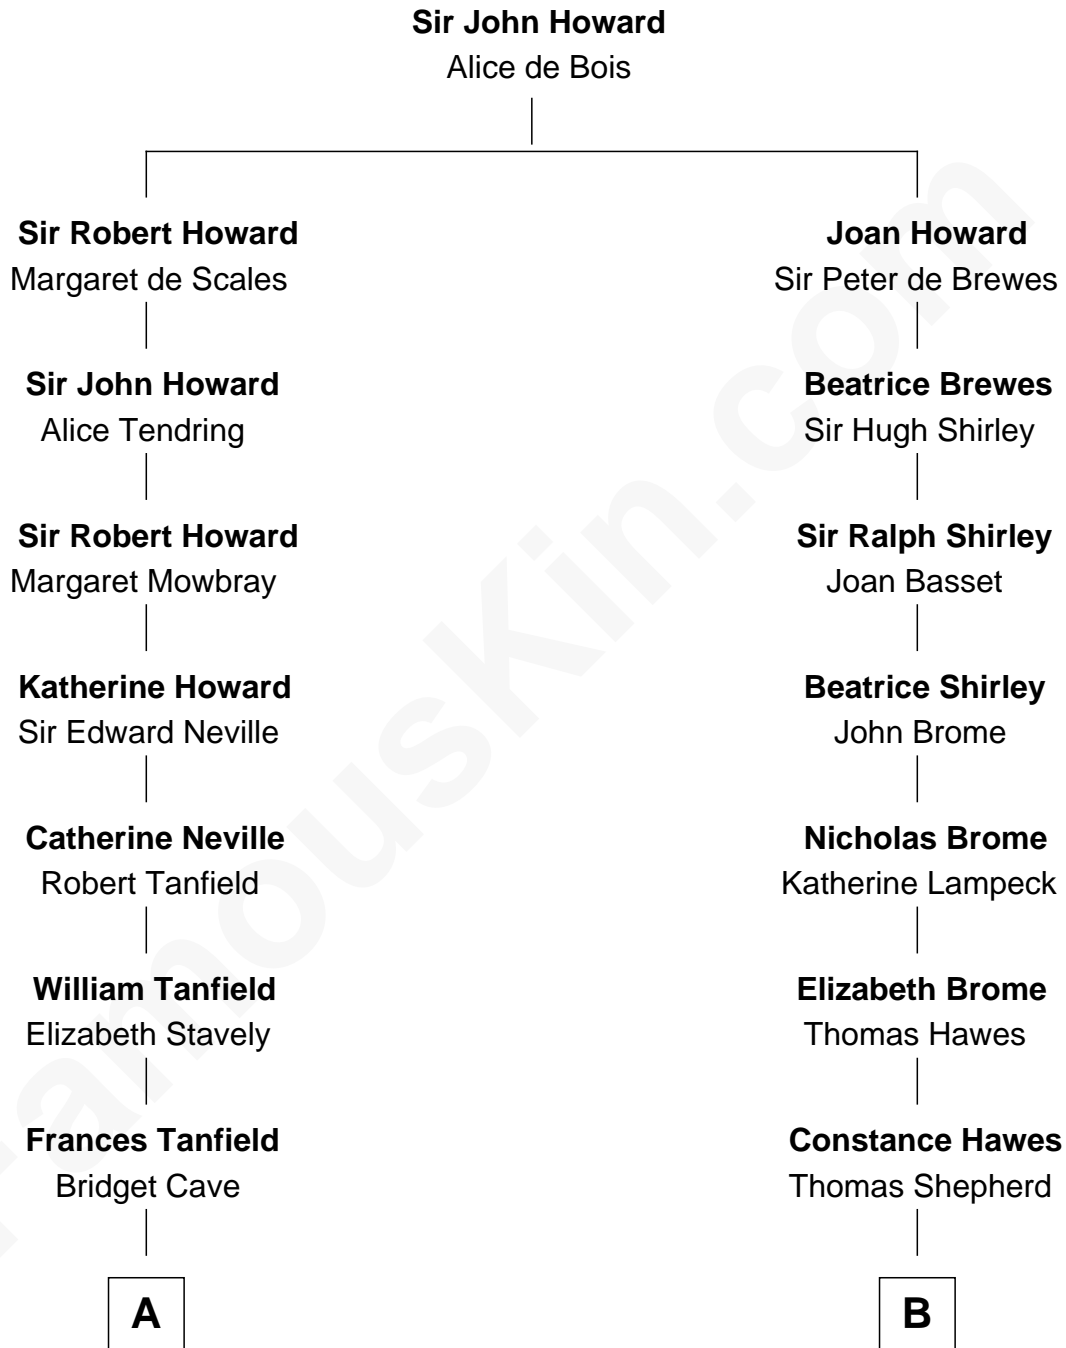 Sir John Howard
Alice de Bois
Sir Robert Howard
Margaret de Scales
Joan Howard
Sir Peter de Brewes
Sir John Howard
Alice Tendring
Beatrice Brewes
Sir Hugh Shirley
Sir Robert Howard
Margaret Mowbray
Sir Ralph Shirley
Joan Basset
Katherine Howard
Sir Edward Neville
Beatrice Shirley
John Brome
Catherine Neville
Robert Tanfield
Nicholas Brome
Katherine Lampeck
William Tanfield
Elizabeth Stavely
Elizabeth Brome
Thomas Hawes
Frances Tanfield
Bridget Cave
Constance Hawes
Thomas Shepherd
A
B
FamousKin.com